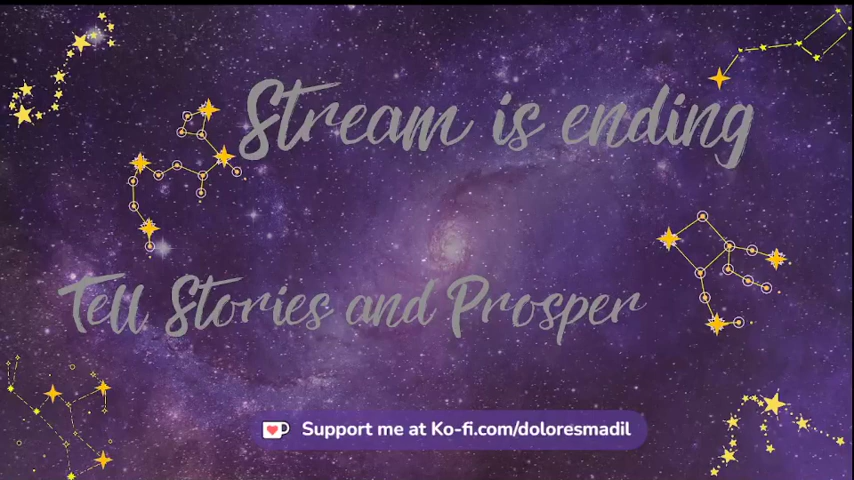 Stream is ending
Tell Stories and Prosper
Support me at Ko-fi.com/doloresmadil